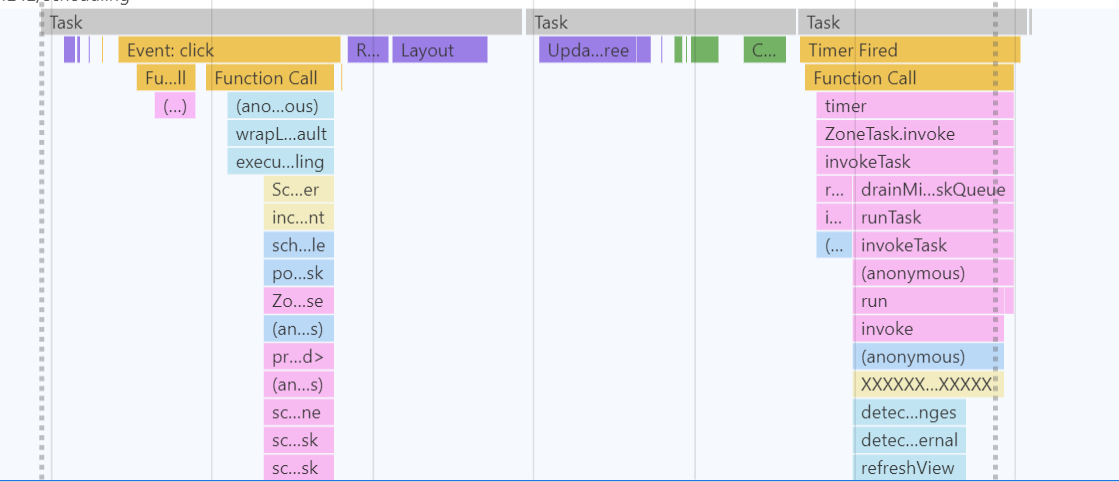 Task Task Task
Event: click R... Layout Upda...ree C... Timer Fired
Fu...ll Function Call Function Call
(...) (ano...ous) timer
wrapL...ault ZoneTask.invoke
execu...ling invokeTask
Sc...er r... drainMi...skQueue
inc...nt i... runTask
sch...le (... invokeTask
po...sk (anonymous)
Zo...se run
(an...s) invoke
pr...d> (anonymous)
(an...s) XXXXXX...XXXXX
sc...ne detec...nges
sc...sk detec...ernal
sc...sk refreshView